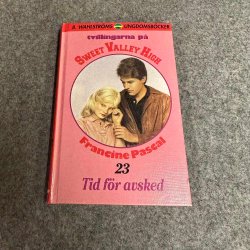 B. WAHLSTRÖMS UNGDOMSBÖCKER
tvillingarna på
SWEET VALLEY HIGH
Francine Pascal
23
Tid för avsked